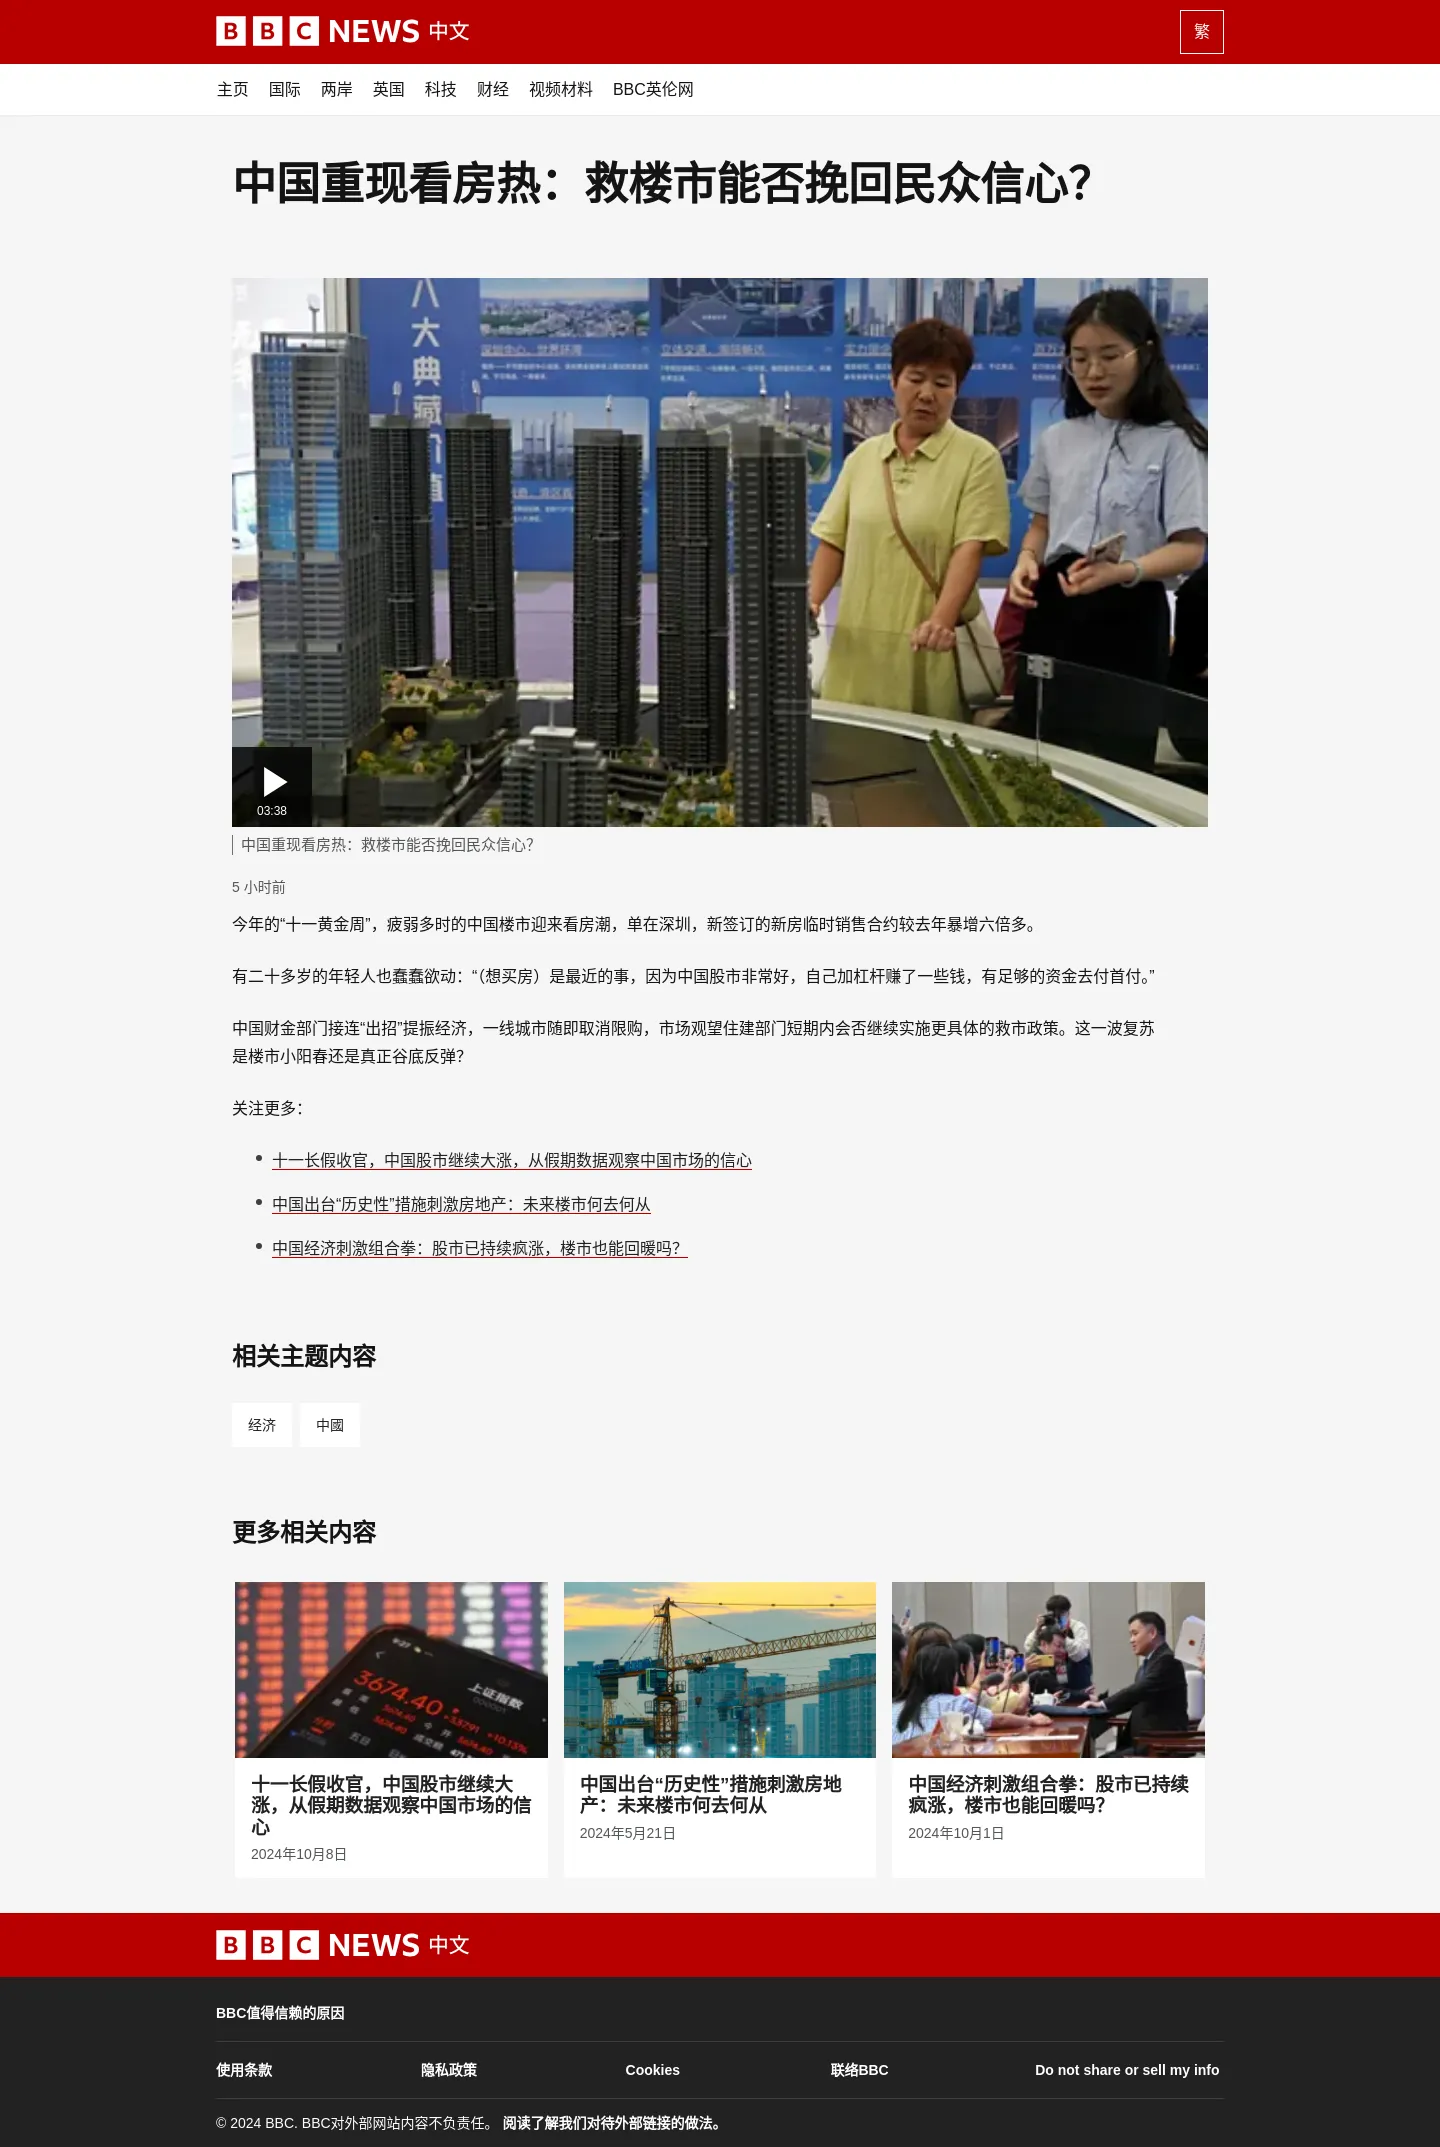 BBC NEWS 中文
繁
主页 国际 两岸 英国 科技 财经 视频材料 BBC英伦网
中国重现看房热：救楼市能否挽回民众信心？
八大典藏价值
03:38
中国重现看房热：救楼市能否挽回民众信心？
5 小时前
今年的“十一黄金周”，疲弱多时的中国楼市迎来看房潮，单在深圳，新签订的新房临时销售合约较去年暴增六倍多。
有二十多岁的年轻人也蠢蠢欲动：“（想买房）是最近的事，因为中国股市非常好，自己加杠杆赚了一些钱，有足够的资金去付首付。”
中国财金部门接连“出招”提振经济，一线城市随即取消限购，市场观望住建部门短期内会否继续实施更具体的救市政策。这一波复苏
是楼市小阳春还是真正谷底反弹？
关注更多：
十一长假收官，中国股市继续大涨，从假期数据观察中国市场的信心
中国出台“历史性”措施刺激房地产：未来楼市何去何从
中国经济刺激组合拳：股市已持续疯涨，楼市也能回暖吗？
相关主题内容
经济 中國
更多相关内容
3674.40
上证指数
+10.13%
十一长假收官，中国股市继续大
涨，从假期数据观察中国市场的信
心
2024年10月8日
中国出台“历史性”措施刺激房地
产：未来楼市何去何从
2024年5月21日
中国经济刺激组合拳：股市已持续
疯涨，楼市也能回暖吗？
2024年10月1日
BBC NEWS 中文
BBC值得信赖的原因
使用条款 隐私政策 Cookies 联络BBC Do not share or sell my info
© 2024 BBC. BBC对外部网站内容不负责任。 阅读了解我们对待外部链接的做法。